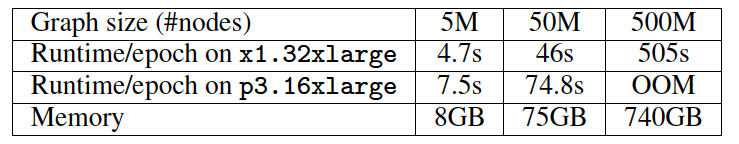 Graph size (#nodes) 5M 50M 500M
Runtime/epoch on x1.32xlarge 4.7s 46s 505s
Runtime/epoch on p3.16xlarge 7.5s 74.8s OOM
Memory 8GB 75GB 740GB